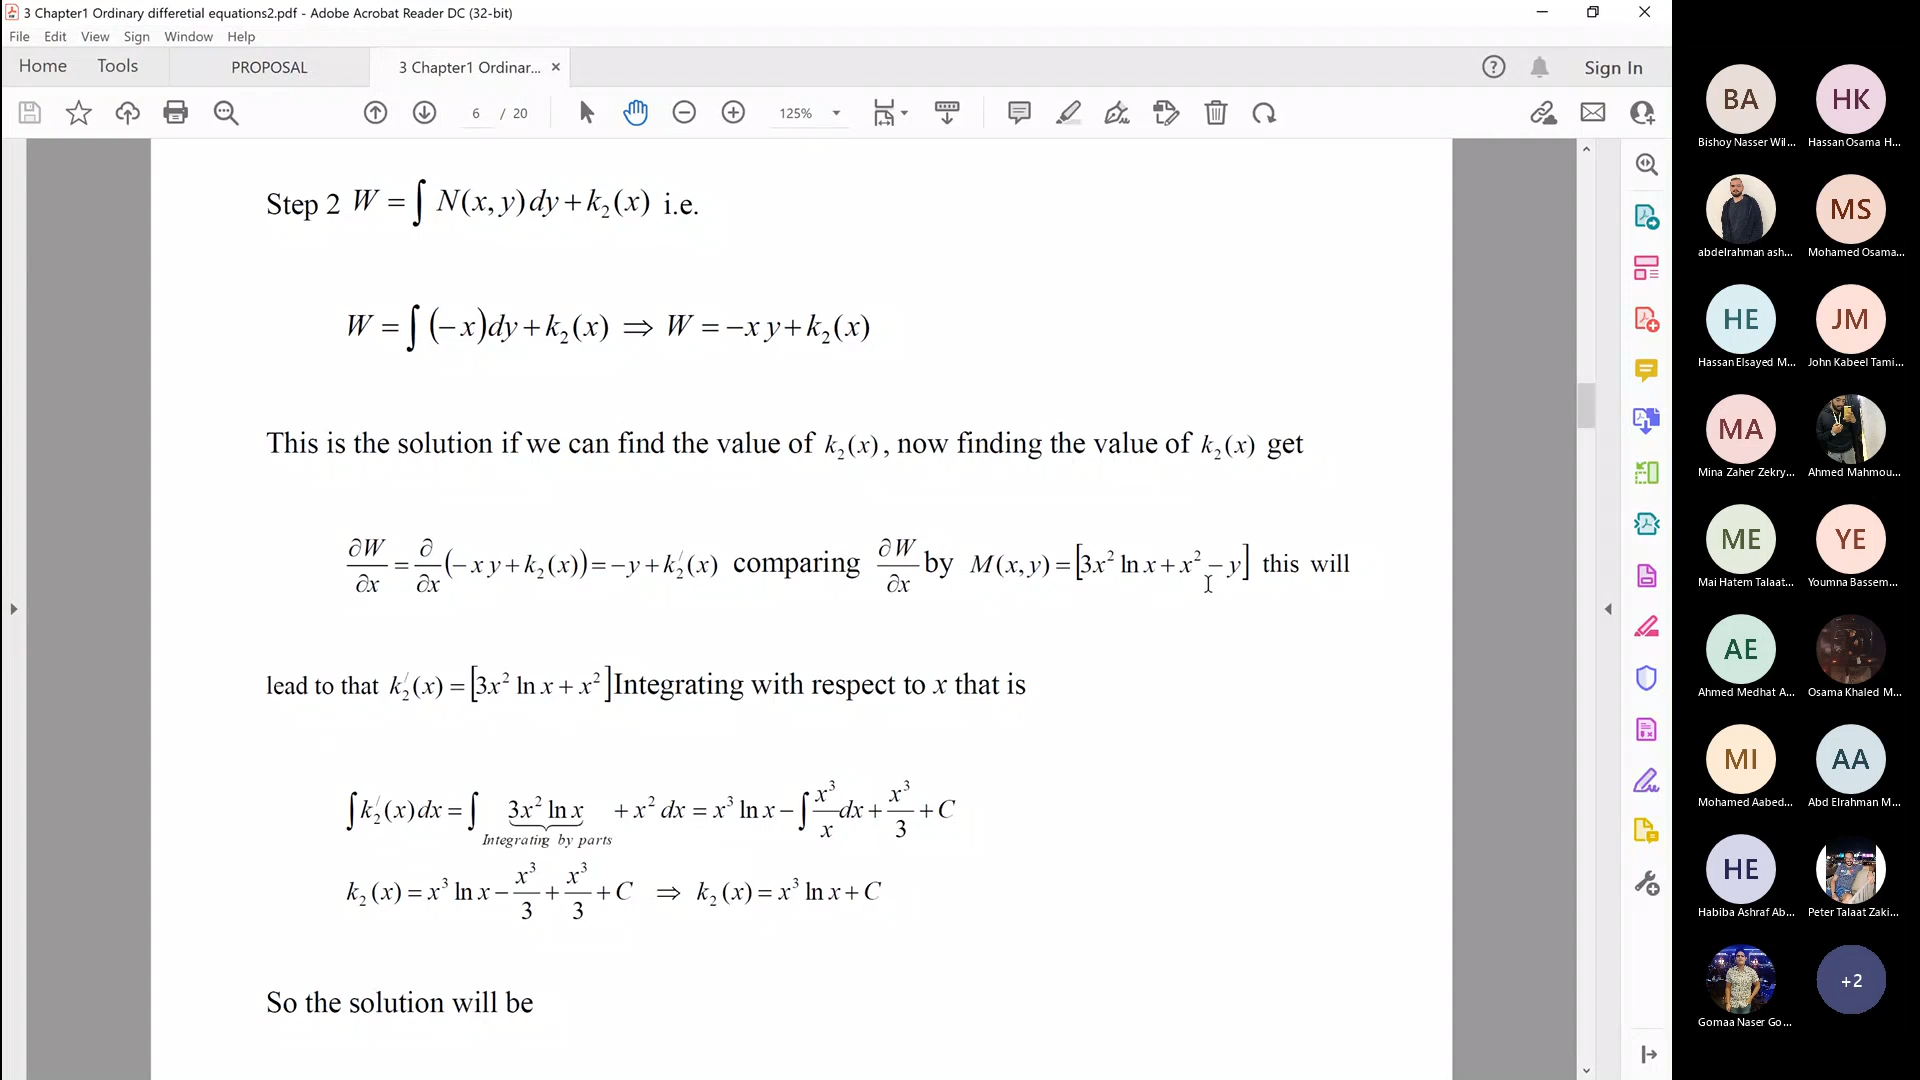 3 Chapter1 Ordinary differetial equations2.pdf - Adobe Acrobat Reader DC (32-bit)
File Edit View Sign Window Help
Home Tools PROPOSAL 3 Chapter1 Ordinar... × Sign In
6 / 20 125%
Step 2 W = ∫ N(x, y) dy + k₂(x) i.e.
W = ∫ (−x)dy + k₂(x) ⇒ W = −x y + k₂(x)
This is the solution if we can find the value of k₂(x), now finding the value of k₂(x) get
∂W/∂x = ∂/∂x (−x y + k₂(x)) = −y + k₂′(x) comparing ∂W/∂x by M(x, y) = [3x² ln x + x² − y] this will
lead to that k₂′(x) = [3x² ln x + x²] Integrating with respect to x that is
∫ k₂′(x) dx = ∫ 3x² ln x + x² dx = x³ ln x − ∫ x³/x dx + x³/3 + C
Integrating by parts
k₂(x) = x³ ln x − x³/3 + x³/3 + C ⇒ k₂(x) = x³ ln x + C
So the solution will be
BA HK
Bishoy Nasser Wil... Hassan Osama H...
MS
abdelrahman ash... Mohamed Osama...
HE JM
Hassan Elsayed M... John Kabeel Tami...
MA
Mina Zaher Zekry... Ahmed Mahmou...
ME YE
Mai Hatem Talaat... Youmna Bassem...
AE
Ahmed Medhat A... Osama Khaled M...
MI AA
Mohamed Aabed... Abd Elrahman M...
HE
Habiba Ashraf Ab... Peter Talaat Zaki...
+2
Gomaa Naser Go...